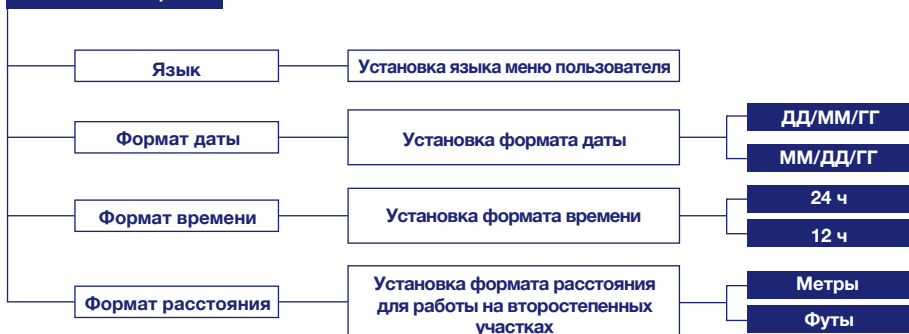 Язык
Установка языка меню пользователя
Формат даты
Установка формата даты
ДД/ММ/ГГ
ММ/ДД/ГГ
Формат времени
Установка формата времени
24 ч
12 ч
Формат расстояния
Установка формата расстояния
для работы на второстепенных
участках
Метры
Футы